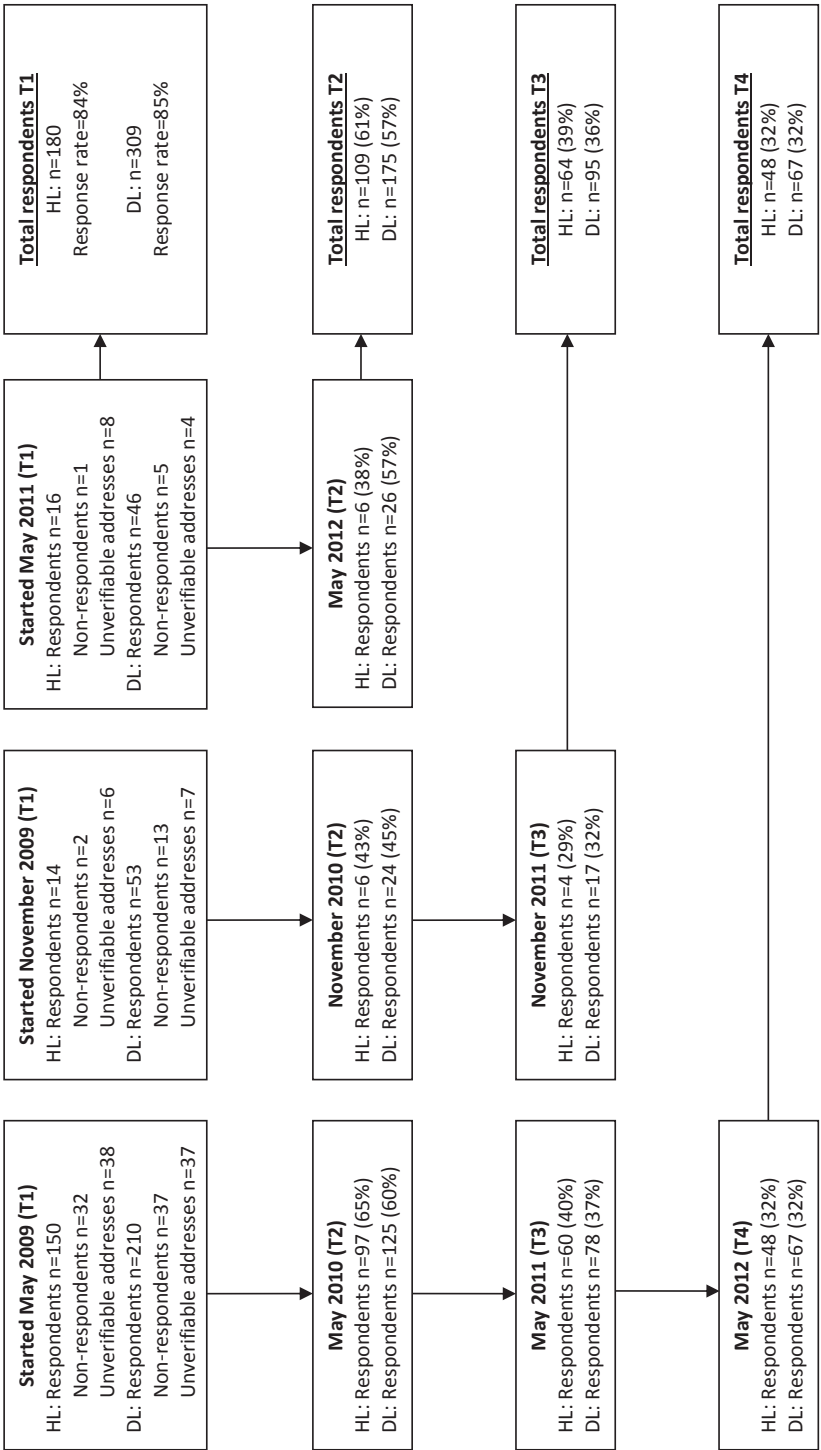 Started May 2009 (T1)
HL: Respondents n=150
Non-respondents n=32
Unverifiable addresses n=38
DL: Respondents n=210
Non-respondents n=37
Unverifiable addresses n=37
Started November 2009 (T1)
HL: Respondents n=14
Non-respondents n=2
Unverifiable addresses n=6
DL: Respondents n=53
Non-respondents n=13
Unverifiable addresses n=7
Started May 2011 (T1)
HL: Respondents n=16
Non-respondents n=1
Unverifiable addresses n=8
DL: Respondents n=46
Non-respondents n=5
Unverifiable addresses n=4
Total respondents T1
HL: n=180
Response rate=84%
DL: n=309
Response rate=85%
May 2010 (T2)
HL: Respondents n=97 (65%)
DL: Respondents n=125 (60%)
November 2010 (T2)
HL: Respondents n=6 (43%)
DL: Respondents n=24 (45%)
May 2012 (T2)
HL: Respondents n=6 (38%)
DL: Respondents n=26 (57%)
Total respondents T2
HL: n=109 (61%)
DL: n=175 (57%)
May 2011 (T3)
HL: Respondents n=60 (40%)
DL: Respondents n=78 (37%)
November 2011 (T3)
HL: Respondents n=4 (29%)
DL: Respondents n=17 (32%)
Total respondents T3
HL: n=64 (39%)
DL: n=95 (36%)
May 2012 (T4)
HL: Respondents n=48 (32%)
DL: Respondents n=67 (32%)
Total respondents T4
HL: n=48 (32%)
DL: n=67 (32%)